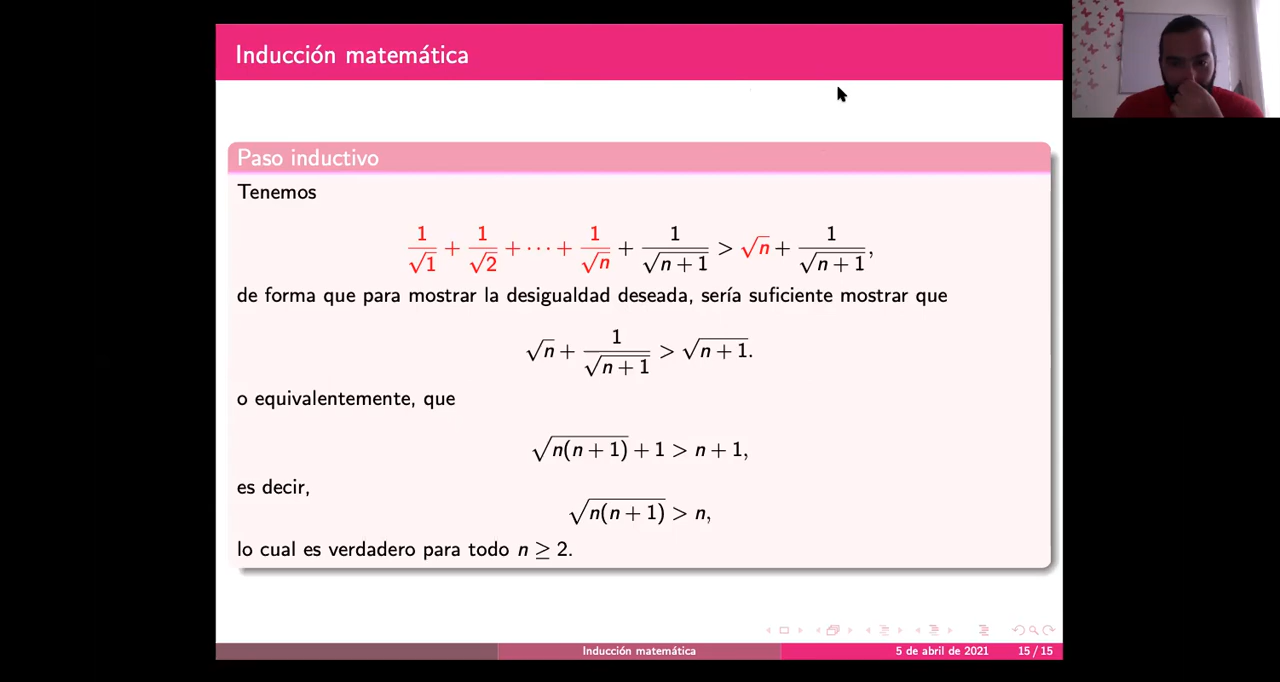 Inducción matemática
Paso inductivo
Tenemos
1/√1 + 1/√2 + ··· + 1/√n + 1/√(n + 1) > √n + 1/√(n + 1),
de forma que para mostrar la desigualdad deseada, sería suficiente mostrar que
√n + 1/√(n + 1) > √(n + 1).
o equivalentemente, que
√(n(n + 1)) + 1 > n + 1,
es decir,
√(n(n + 1)) > n,
lo cual es verdadero para todo n ≥ 2.
Inducción matemática 5 de abril de 2021 15 / 15